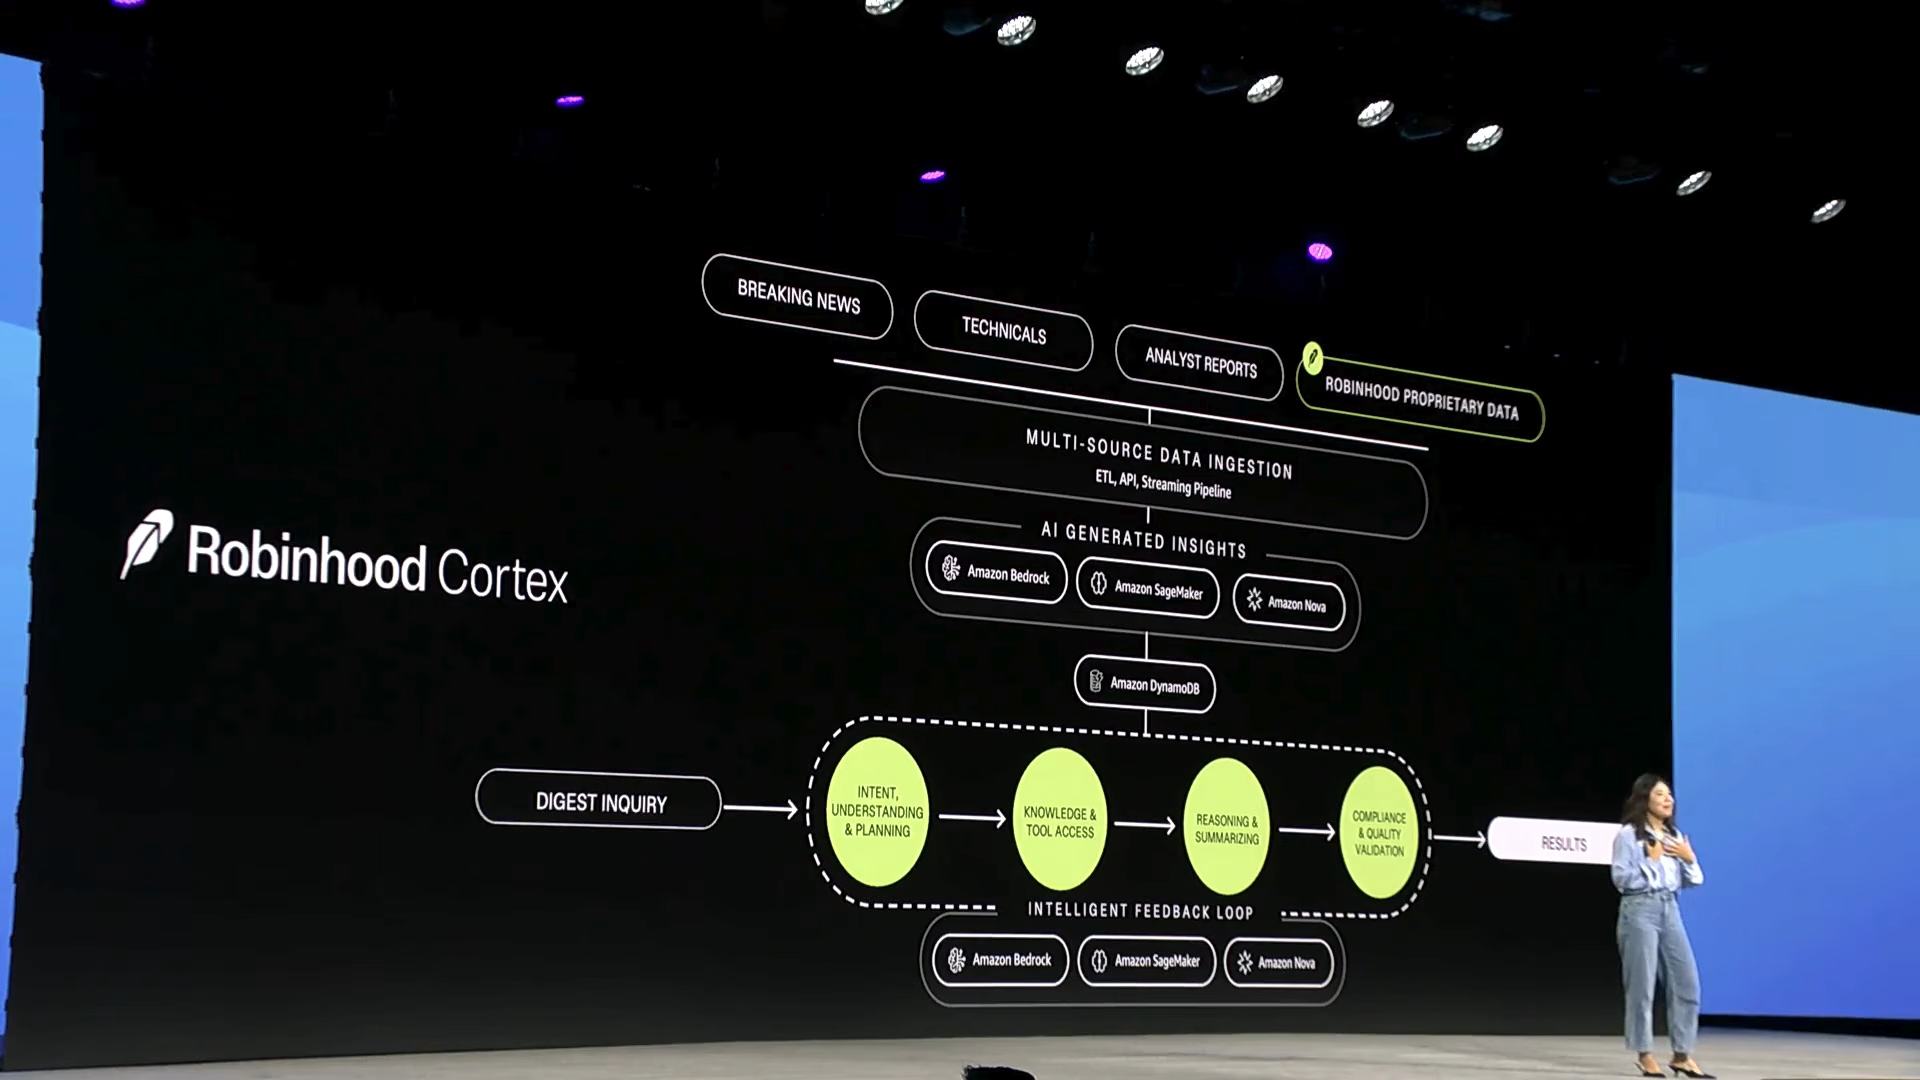 BREAKING NEWS
TECHNICALS
ANALYST REPORTS
ROBINHOOD PROPRIETARY DATA
MULTI-SOURCE DATA INGESTION
ETL, API, Streaming Pipeline
AI GENERATED INSIGHTS
Amazon Bedrock
Amazon SageMaker
Amazon Nova
Robinhood Cortex
Amazon DynamoDB
DIGEST INQUIRY
INTENT,
UNDERSTANDING
& PLANNING
KNOWLEDGE &
TOOL ACCESS
REASONING &
SUMMARIZING
COMPLIANCE
& QUALITY
VALIDATION
RESULTS
INTELLIGENT FEEDBACK LOOP
Amazon Bedrock
Amazon SageMaker
Amazon Nova